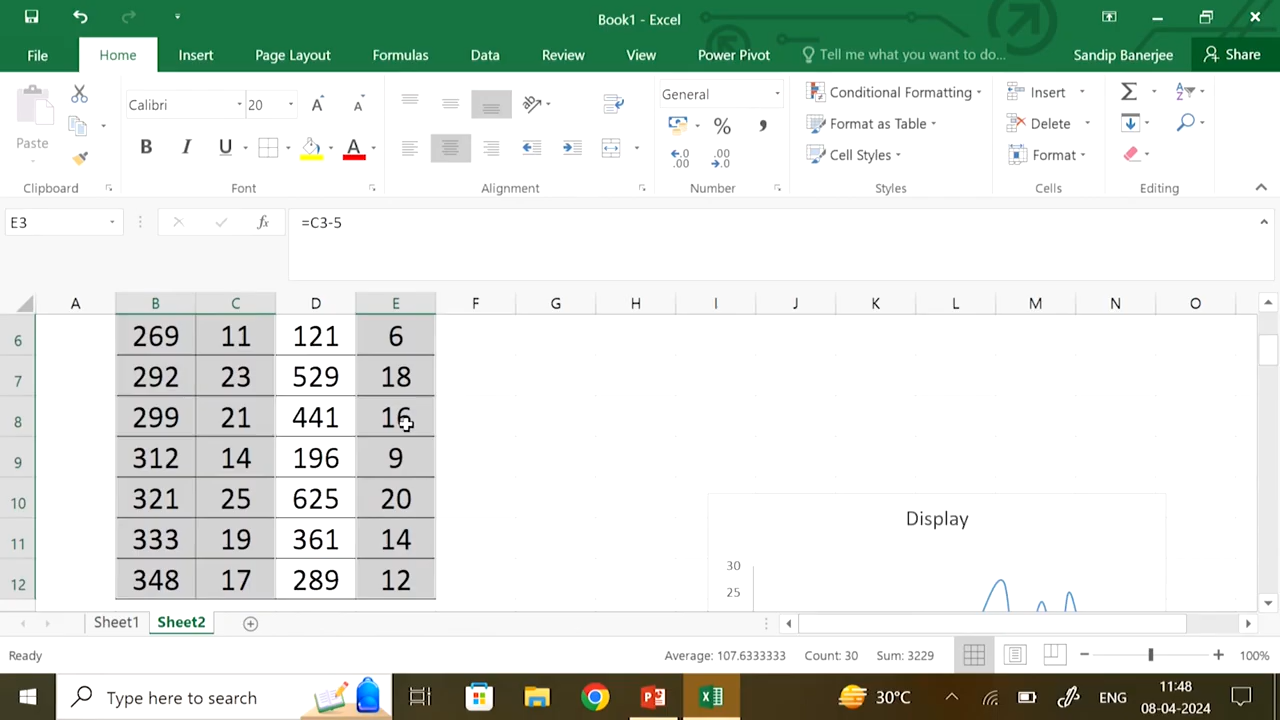 Book1 - Excel
File Home Insert Page Layout Formulas Data Review View Power Pivot Tell me what you want to do... Sandip Banerjee Share
Paste
Calibri 20
B I U A
General
% ,
Conditional Formatting
Format as Table
Cell Styles
Insert
Delete
Format
Clipboard Font Alignment Number Styles Cells Editing
E3 fx =C3-5
A B C D E F G H I J K L M N O
6 269 11 121 6
7 292 23 529 18
8 299 21 441 16
9 312 14 196 9
10 321 25 625 20
11 333 19 361 14
12 348 17 289 12
Display
30
25
Sheet1 Sheet2
Ready Average: 107.6333333 Count: 30 Sum: 3229 100%
Type here to search 30°C ENG 11:48
08-04-2024